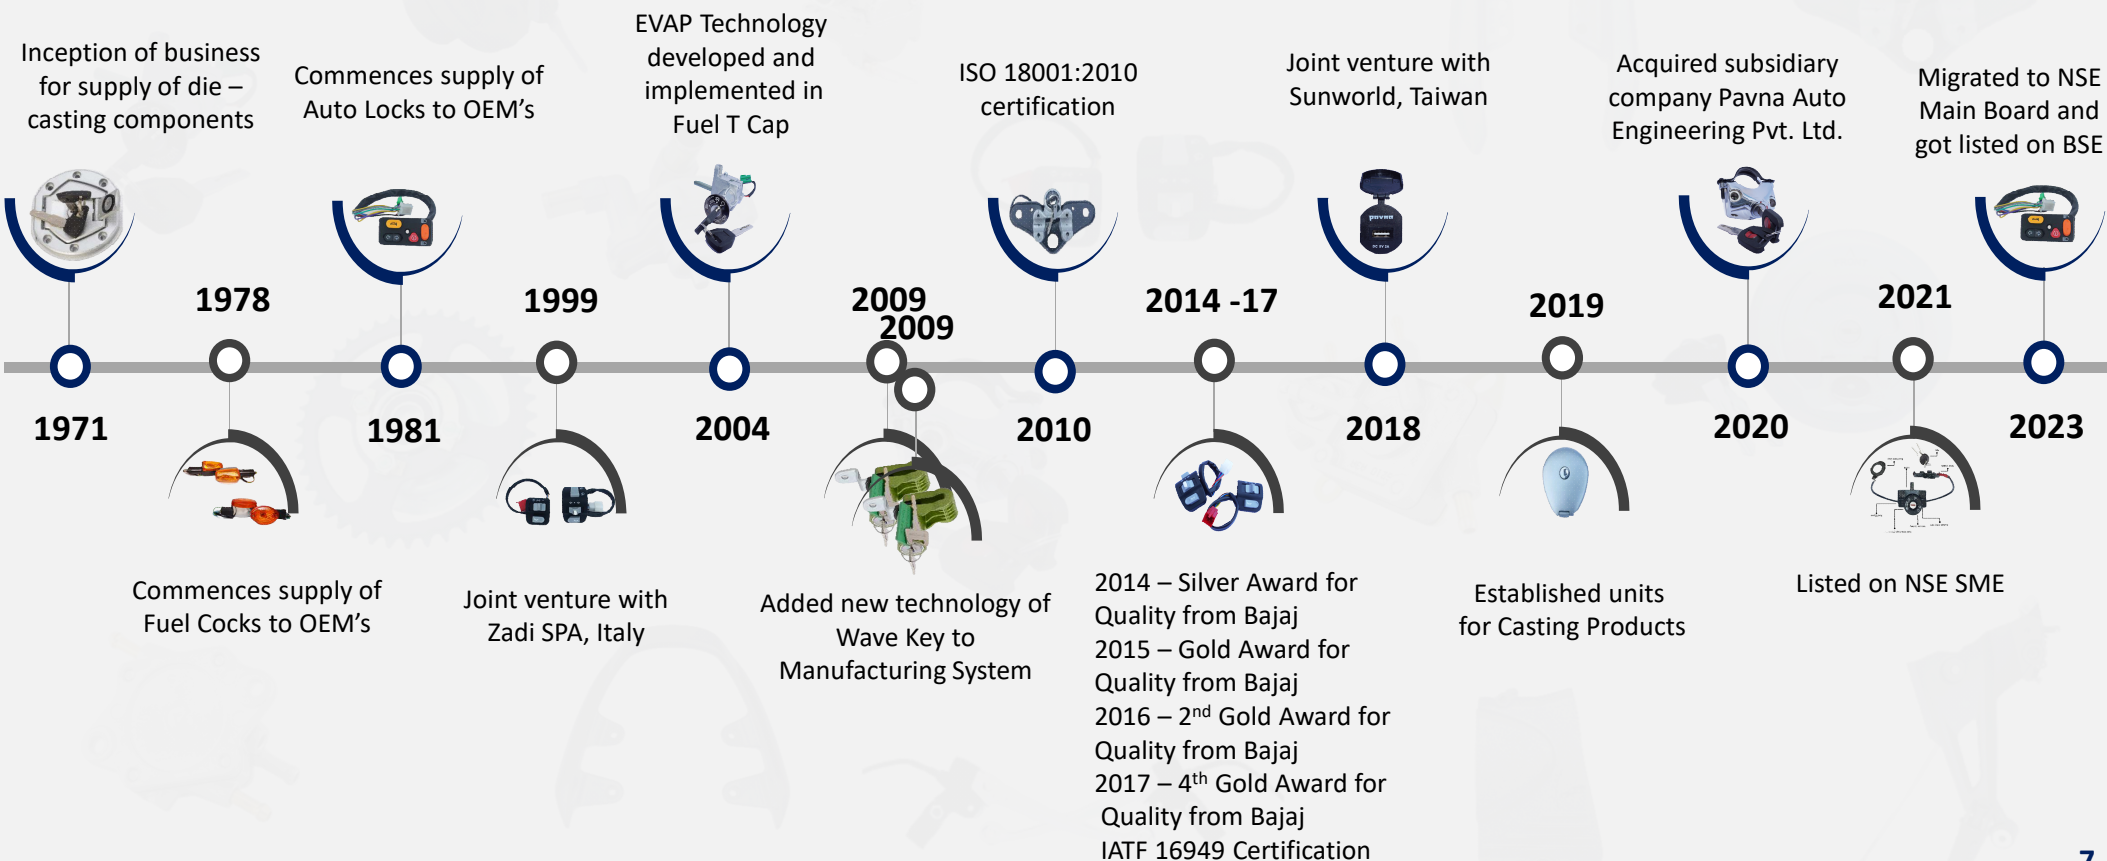 Inception of business
for supply of die –
casting components
1971
1978
Commences supply of
Fuel Cocks to OEM's
Commences supply of
Auto Locks to OEM's
1981
1999
Joint venture with
Zadi SPA, Italy
EVAP Technology
developed and
implemented in
Fuel T Cap
2004
2009
2009
Added new technology of
Wave Key to
Manufacturing System
ISO 18001:2010
certification
2010
2014 -17
2014 – Silver Award for
Quality from Bajaj
2015 – Gold Award for
Quality from Bajaj
2016 – 2nd Gold Award for
Quality from Bajaj
2017 – 4th Gold Award for
Quality from Bajaj
IATF 16949 Certification
Joint venture with
Sunworld, Taiwan
pavna
2018
2019
Established units
for Casting Products
Acquired subsidiary
company Pavna Auto
Engineering Pvt. Ltd.
2020
2021
Listed on NSE SME
Migrated to NSE
Main Board and
got listed on BSE
2023
7